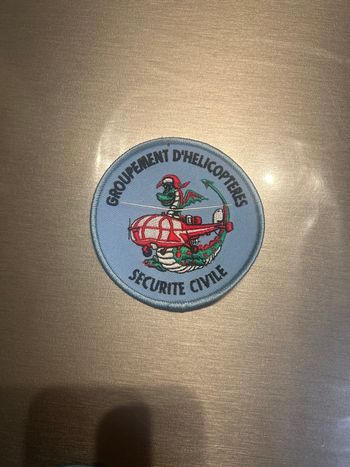 GROUPEMENT D'HELICOPTERES
SECURITE CIVILE